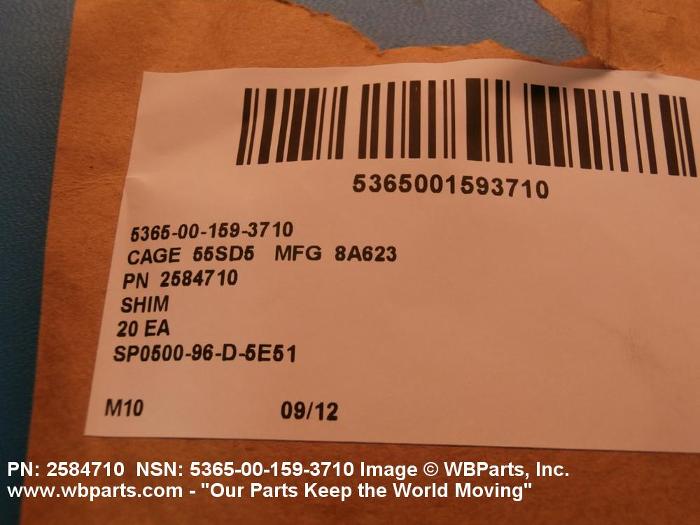 5365001593710
5365-00-159-3710
CAGE 55SD5 MFG 8A623
PN 2584710
SHIM
20 EA
SP0500-96-D-5E51
M10 09/12
PN: 2584710 NSN: 5365-00-159-3710 Image © WBParts, Inc.
www.wbparts.com - "Our Parts Keep the World Moving"